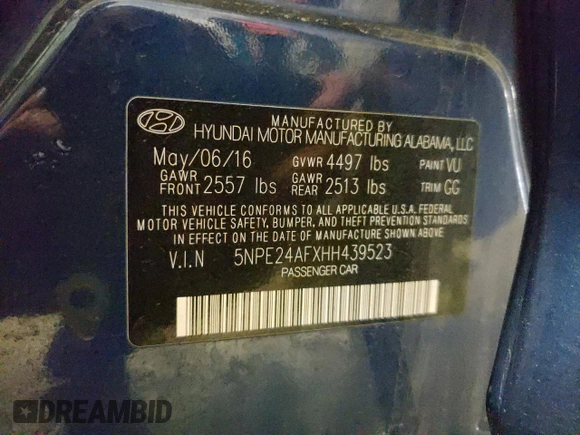 MANUFACTURED BY
HYUNDAI MOTOR MANUFACTURING ALABAMA, LLC
May/06/16 GVWR 4497 lbs PAINT VU
GAWR FRONT 2557 lbs GAWR REAR 2513 lbs TRIM GG
THIS VEHICLE CONFORMS TO ALL APPLICABLE U.S.A. FEDERAL
MOTOR VEHICLE SAFETY, BUMPER, AND THEFT PREVENTION STANDARDS
IN EFFECT ON THE DATE OF MANUFACTURE SHOWN ABOVE.
V.I.N 5NPE24AFXHH439523
PASSENGER CAR
DREAMBID